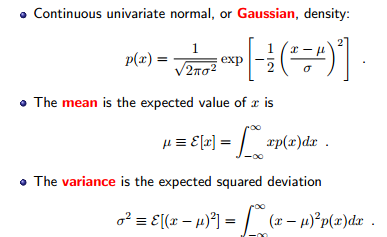 • Continuous univariate normal, or Gaussian, density:
p(x) = \frac{1}{\sqrt{2\pi\sigma^2}} \exp\left[-\frac{1}{2}\left(\frac{x-\mu}{\sigma}\right)^2\right] .
• The mean is the expected value of x is
\mu \equiv \mathcal{E}[x] = \int_{-\infty}^{\infty} xp(x)dx .
• The variance is the expected squared deviation
\sigma^2 \equiv \mathcal{E}[(x-\mu)^2] = \int_{-\infty}^{\infty} (x-\mu)^2 p(x)dx .